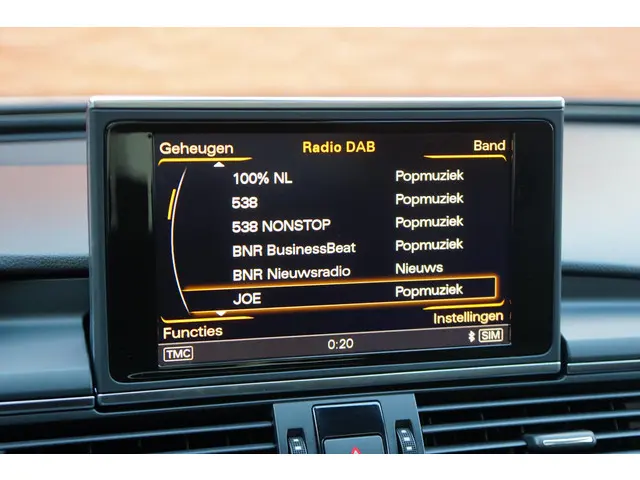 Geheugen Radio DAB Band
100% NL Popmuziek
538 Popmuziek
538 NONSTOP Popmuziek
BNR BusinessBeat Popmuziek
BNR Nieuwsradio Nieuws
JOE Popmuziek
Functies Instellingen
TMC 0:20 SIM